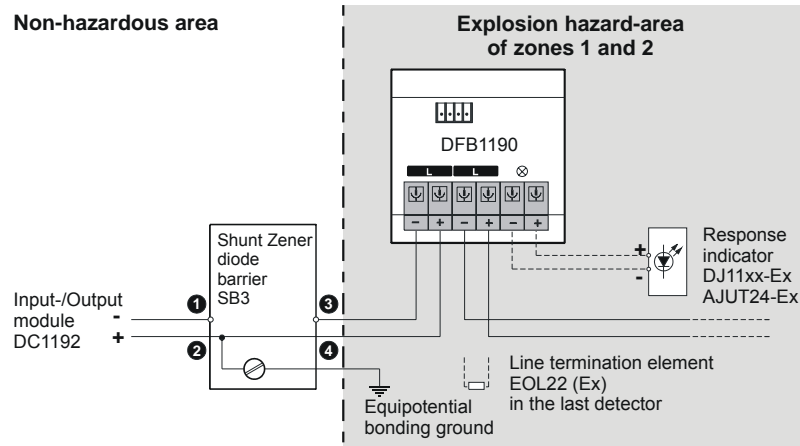 Non-hazardous area
Explosion hazard-area
of zones 1 and 2
DFB1190
L L
- + - + - +
Shunt Zener
diode
barrier
SB3
+
-
Response
indicator
DJ11xx-Ex
AJUT24-Ex
Input-/Output
module -
DC1192 +
1
3
2
4
Line termination element
EOL22 (Ex)
in the last detector
Equipotential
bonding ground